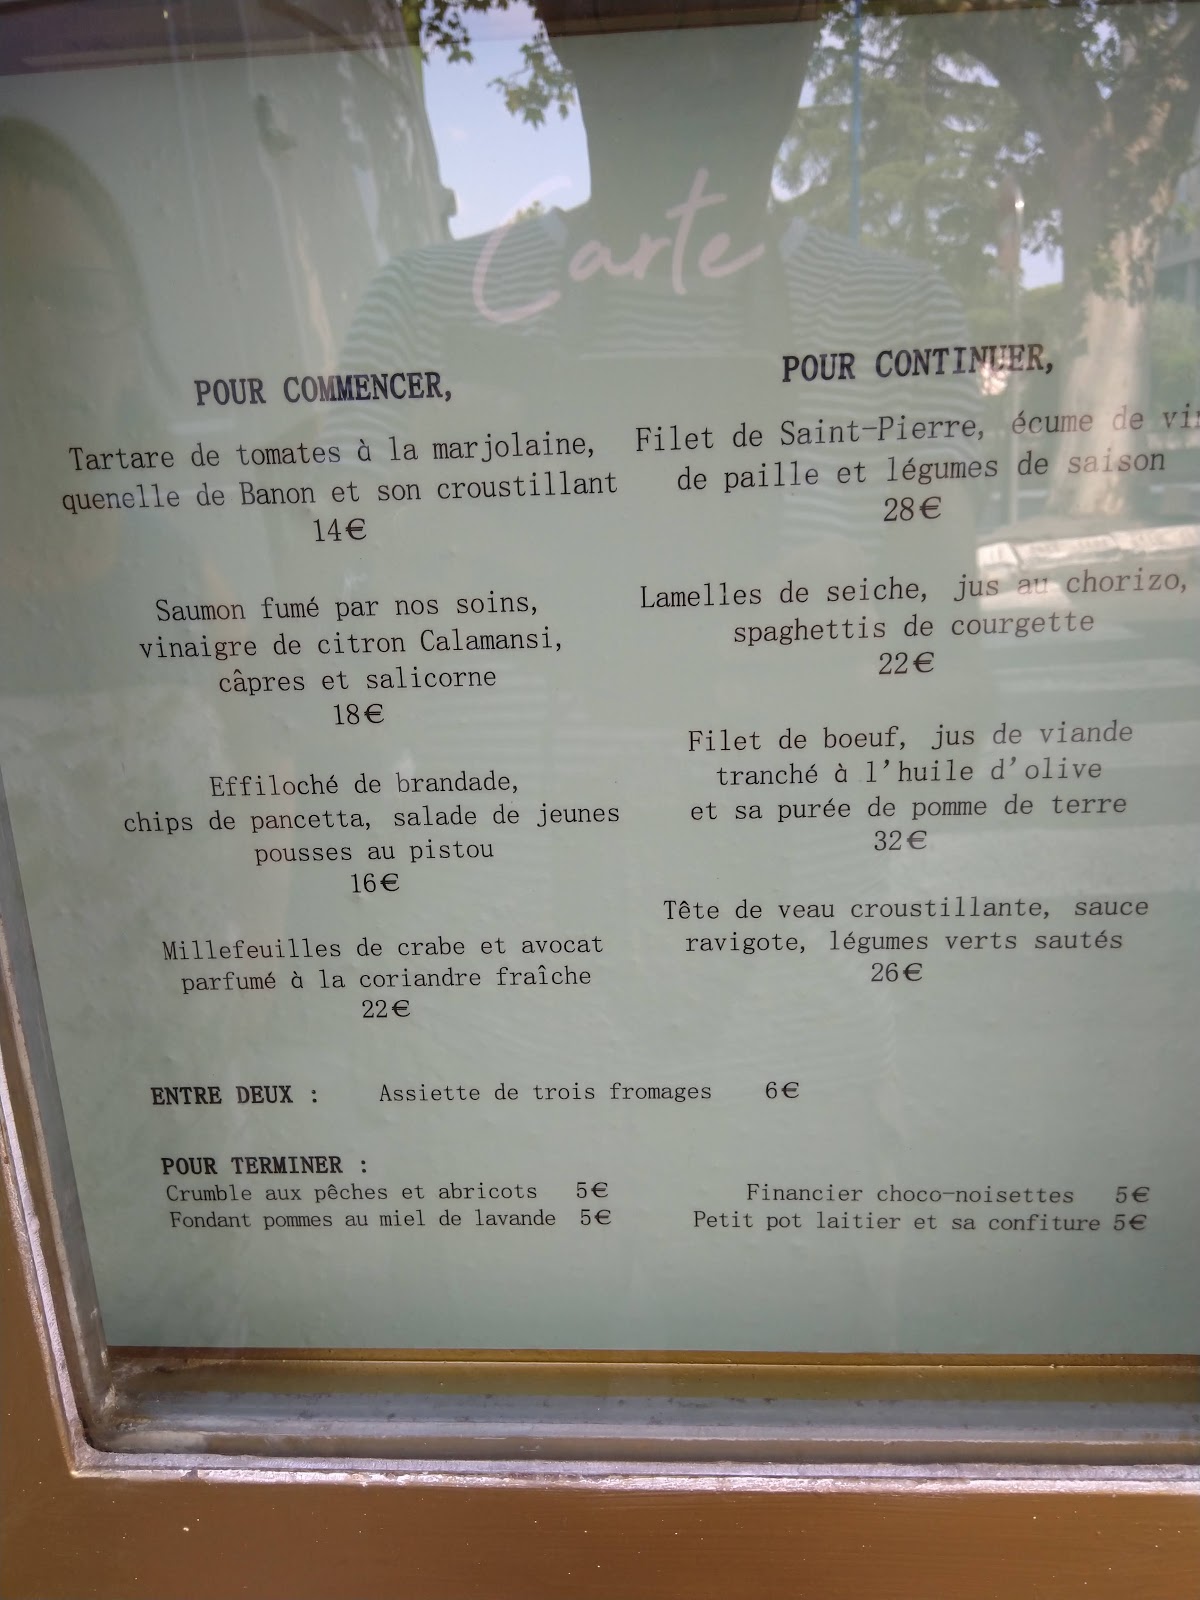 Carte
POUR COMMENCER,
Tartare de tomates à la marjolaine,
quenelle de Banon et son croustillant
14€
Saumon fumé par nos soins,
vinaigre de citron Calamansi,
câpres et salicorne
18€
Effiloché de brandade,
chips de pancetta, salade de jeunes
pousses au pistou
16€
Millefeuilles de crabe et avocat
parfumé à la coriandre fraîche
22€
POUR CONTINUER,
Filet de Saint-Pierre, écume de
de paille et légumes de saison
28€
Lamelles de seiche, jus au chorizo,
spaghettis de courgette
22€
Filet de boeuf, jus de viande
tranché à l'huile d'olive
et sa purée de pomme de terre
32€
Tête de veau croustillante, sauce
ravigote, légumes verts sautés
26€
ENTRE DEUX : Assiette de trois fromages 6€
POUR TERMINER :
Crumble aux pêches et abricots 5€
Fondant pommes au miel de lavande 5€
Financier choco-noisettes 5€
Petit pot laitier et sa confiture 5€